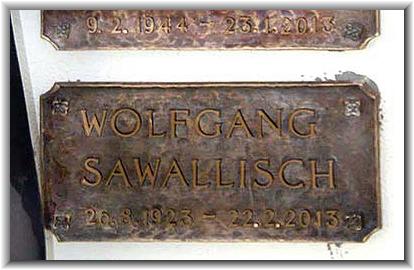 9.2.1944 - 23.1.2013
WOLFGANG
SAWALLISCH
26.8.1923 - 22.2.2013